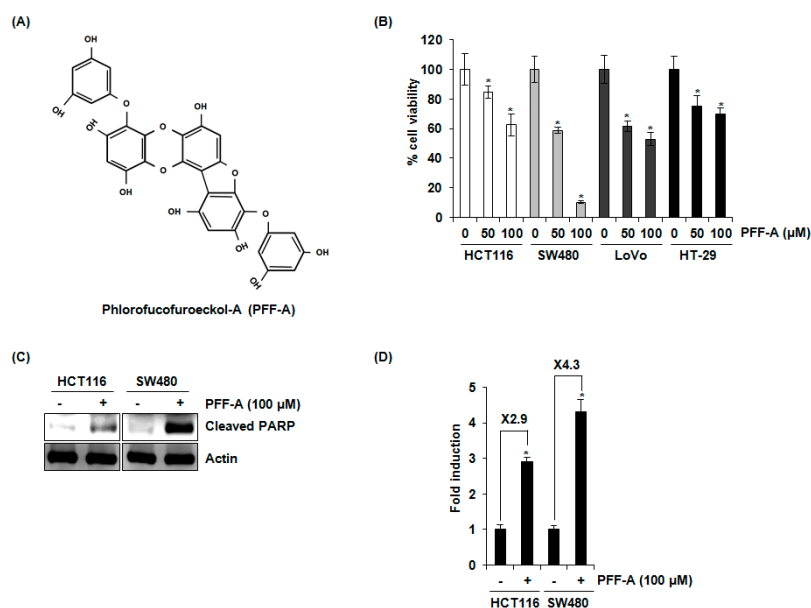 (A)
OH
HO
OH
O
OH
OH
O
O
O
OH
OH
O
OH
OH
OH
Phlorofucofuroeckol-A (PFF-A)
(B)
% cell viability
120
100
80
60
40
20
0
* * * * * * * *
0 50 100 0 50 100 0 50 100 0 50 100 PFF-A (µM)
HCT116 SW480 LoVo HT-29
(C)
HCT116 SW480
- + - + PFF-A (100 µM)
Cleaved PARP
Actin
(D)
Fold induction
5
4
3
2
1
0
X2.9
X4.3
* *
- + - + PFF-A (100 µM)
HCT116 SW480